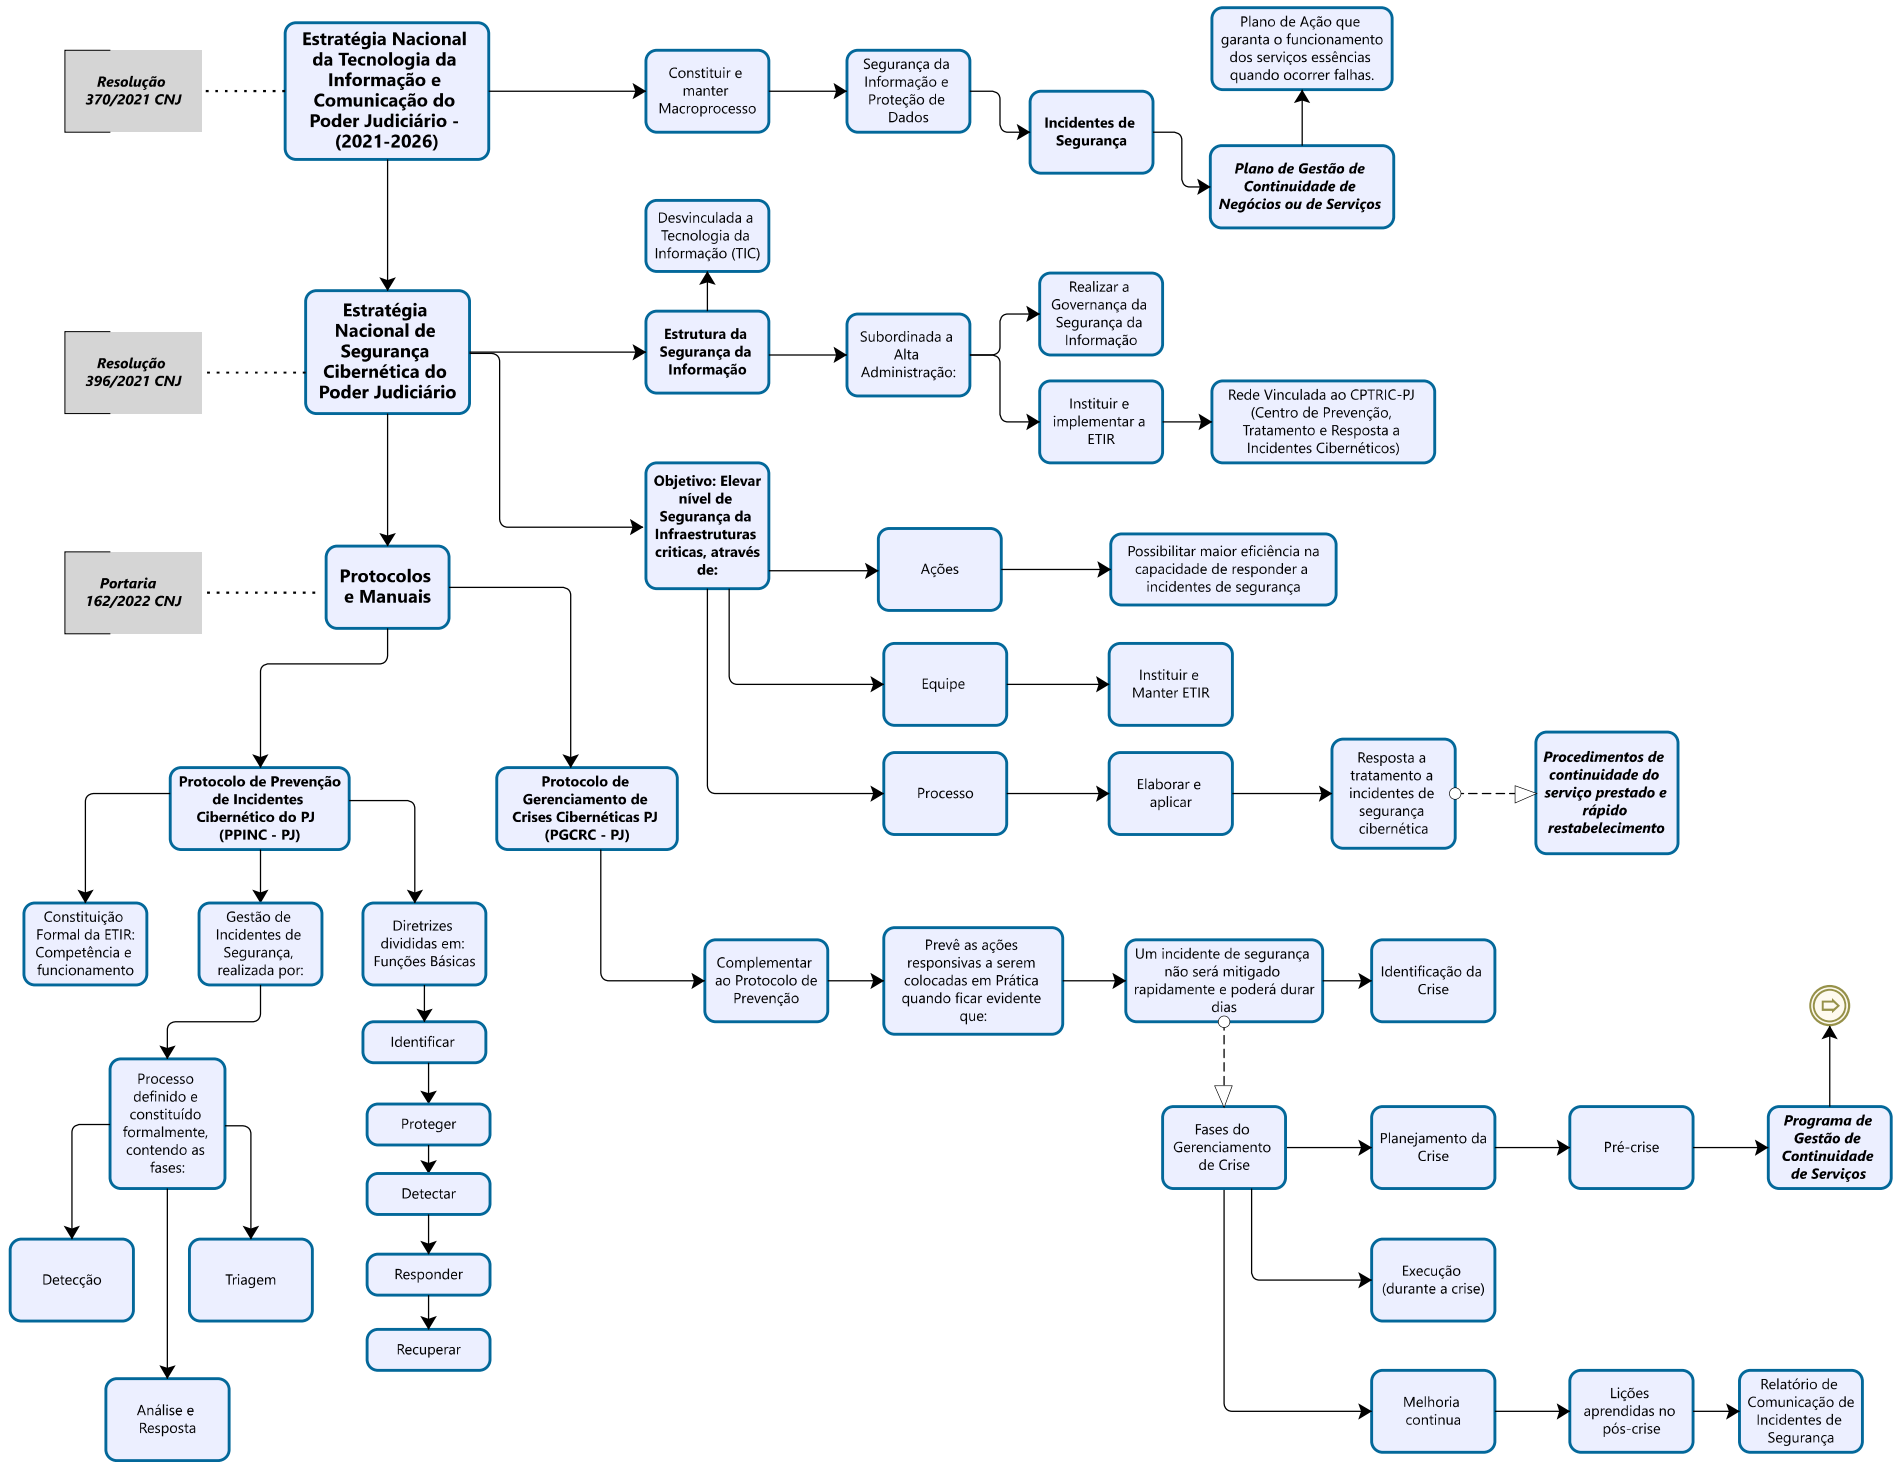 Resolução
370/2021 CNJ
Estratégia Nacional
da Tecnologia da
Informação e
Comunicação do
Poder Judiciário -
(2021-2026)
Constituir e
manter
Macroprocesso
Segurança da
Informação e
Proteção de
Dados
Incidentes de
Segurança
Plano de Ação que
garanta o funcionamento
dos serviços essências
quando ocorrer falhas.
Plano de Gestão de
Continuidade de
Negócios ou de Serviços
Desvinculada a
Tecnologia da
Informação (TIC)
Resolução
396/2021 CNJ
Estratégia
Nacional de
Segurança
Cibernética do
Poder Judiciário
Estrutura da
Segurança da
Informação
Subordinada a
Alta
Administração:
Realizar a
Governança da
Segurança da
Informação
Instituir e
implementar a
ETIR
Rede Vinculada ao CPTRIC-PJ
(Centro de Prevenção,
Tratamento e Resposta a
Incidentes Cibernéticos)
Objetivo: Elevar
nível de
Segurança da
Infraestruturas
criticas, através
de:
Ações
Possibilitar maior eficiência na
capacidade de responder a
incidentes de segurança
Equipe
Instituir e
Manter ETIR
Processo
Elaborar e
aplicar
Resposta a
tratamento a
incidentes de
segurança
cibernética
Procedimentos de
continuidade do
serviço prestado e
rápido
restabelecimento
Portaria
162/2022 CNJ
Protocolos
e Manuais
Protocolo de Prevenção
de Incidentes
Cibernético do PJ
(PPINC - PJ)
Protocolo de
Gerenciamento de
Crises Cibernéticas PJ
(PGCRC - PJ)
Constituição
Formal da ETIR:
Competência e
funcionamento
Gestão de
Incidentes de
Segurança,
realizada por:
Diretrizes
divididas em:
Funções Básicas
Processo
definido e
constituído
formalmente,
contendo as
fases:
Detecção
Triagem
Análise e
Resposta
Identificar
Proteger
Detectar
Responder
Recuperar
Complementar
ao Protocolo de
Prevenção
Prevê as ações
responsivas a serem
colocadas em Prática
quando ficar evidente
que:
Um incidente de segurança
não será mitigado
rapidamente e poderá durar
dias
Identificação da
Crise
Fases do
Gerenciamento
de Crise
Planejamento da
Crise
Pré-crise
Programa de
Gestão de
Continuidade
de Serviços
Execução
(durante a crise)
Melhoria
continua
Lições
aprendidas no
pós-crise
Relatório de
Comunicação de
Incidentes de
Segurança